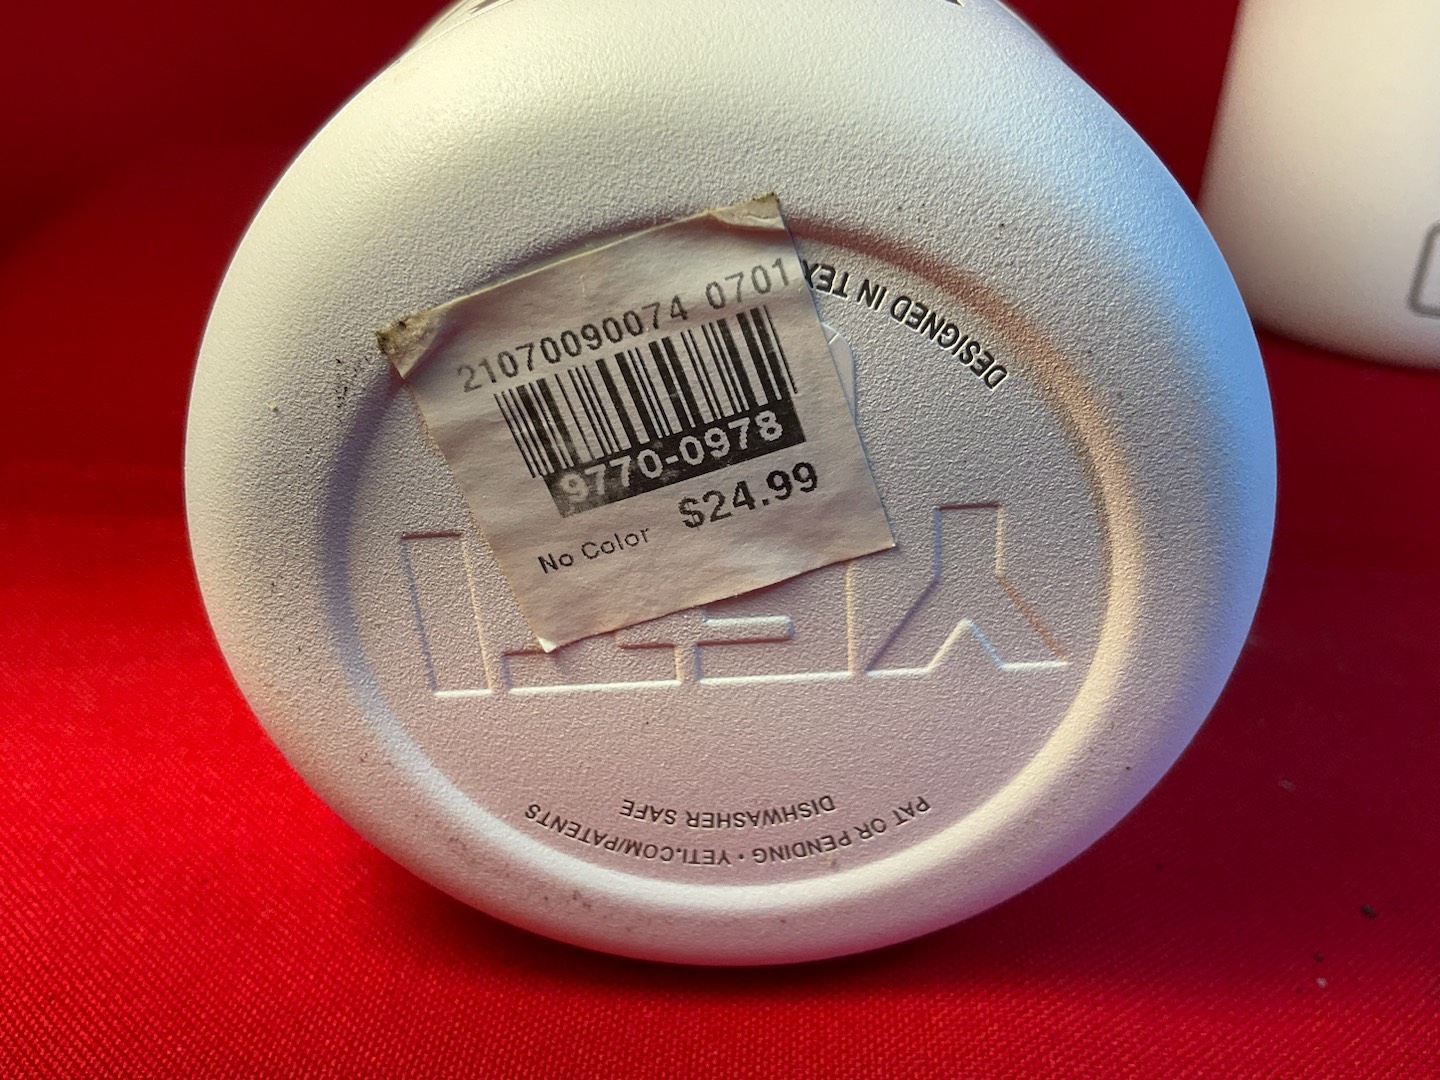 21070090074 0701
9770-0978
$24.99
No Color
DESIGNED IN
YETI
DISHWASHER SAFE
PAT OR PENDING • YETI.COM/PATENTS